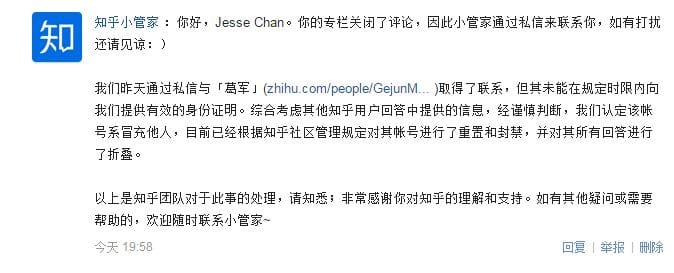 知
知乎小管家 ：你好，Jesse Chan。你的专栏关闭了评论，因此小管家通过私信来联系你，如有打扰
还请见谅：）
我们昨天通过私信与「葛军」(zhihu.com/people/GejunM... )取得了联系，但其未能在规定时限内向
我们提供有效的身份证明。综合考虑其他知乎用户回答中提供的信息，经谨慎判断，我们认定该帐
号系冒充他人，目前已经根据知乎社区管理规定对其帐号进行了重置和封禁，并对其所有回答进行
了折叠。
以上是知乎团队对于此事的处理，请知悉；非常感谢你对知乎的理解和支持。如有其他疑问或需要
帮助的，欢迎随时联系小管家~
今天 19:58 回复 | 举报 | 删除